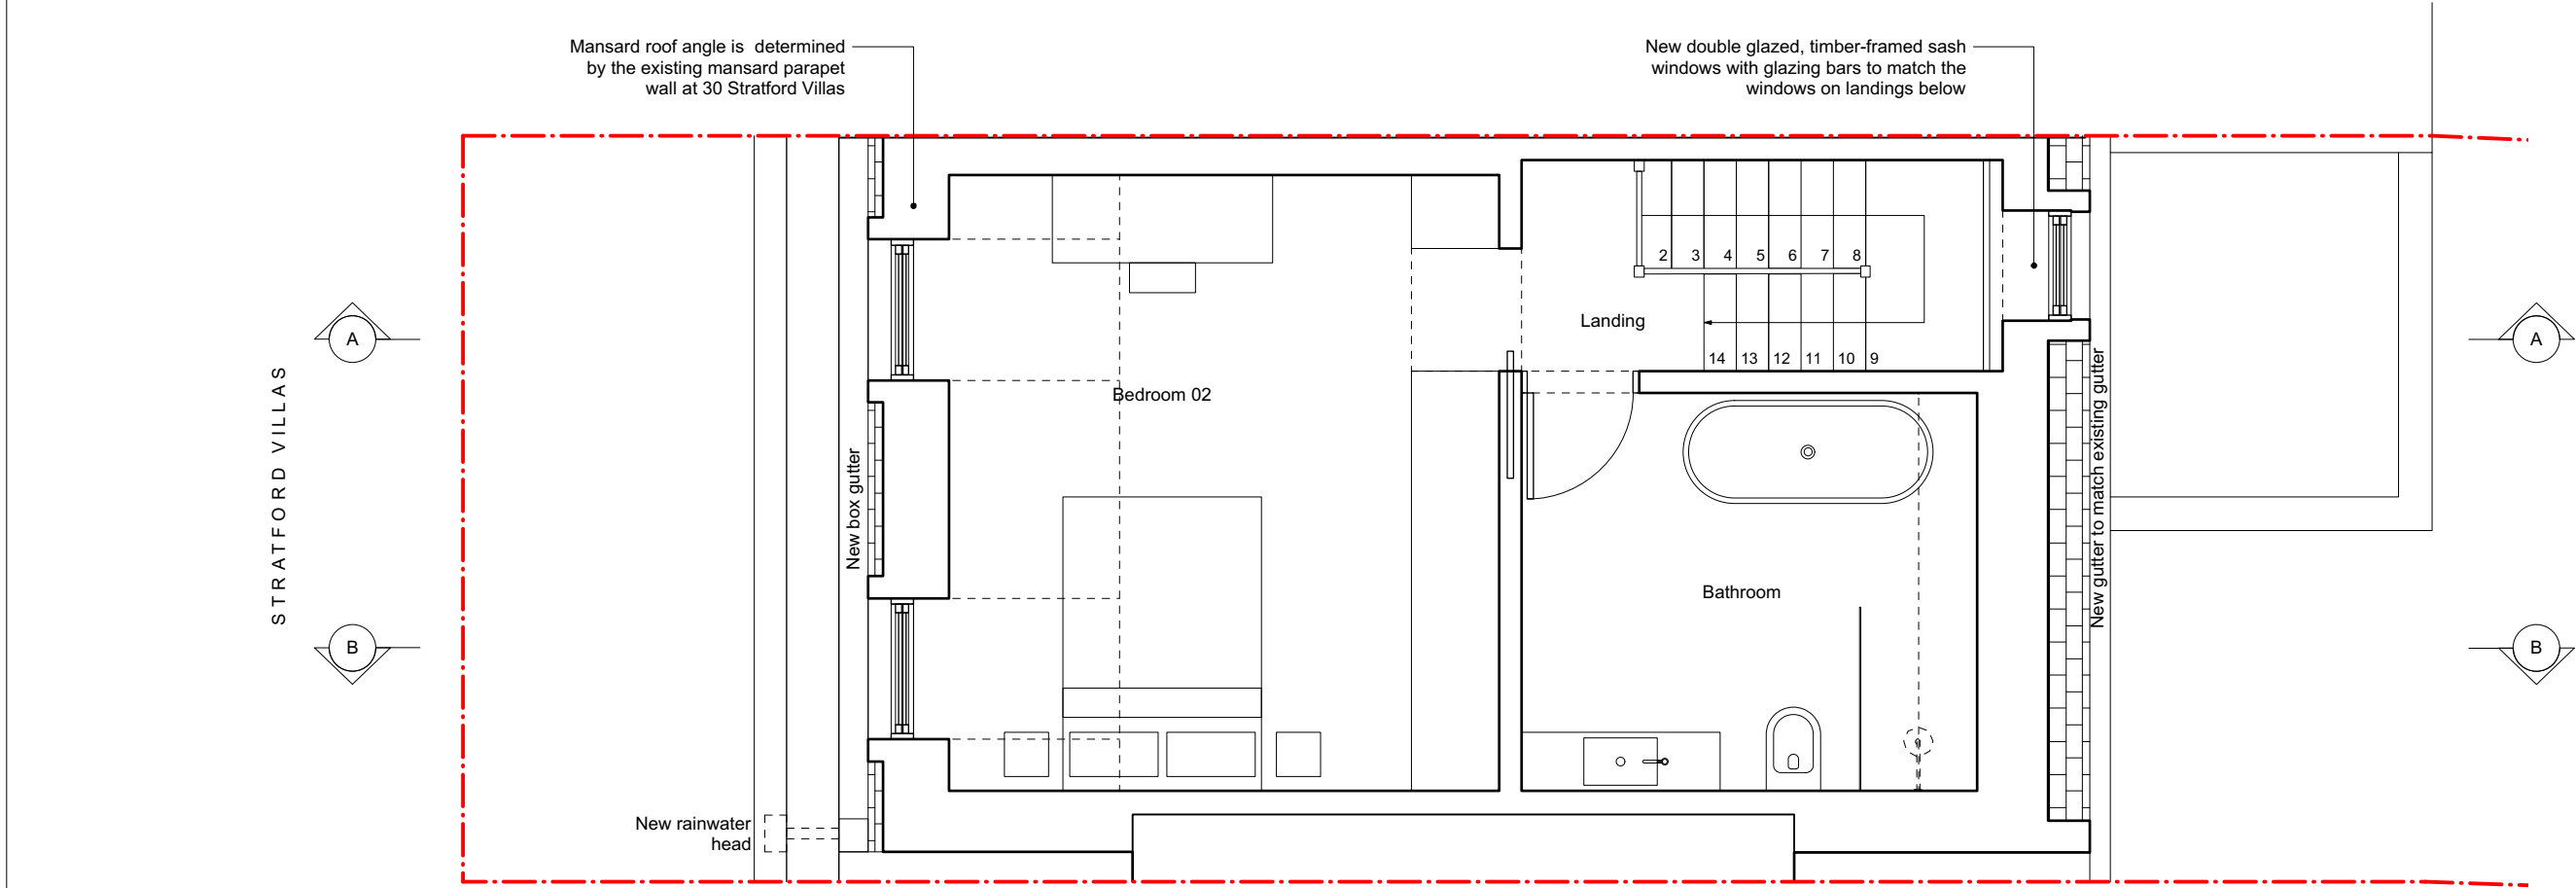 Mansard roof angle is determined
by the existing mansard parapet
wall at 30 Stratford Villas
New double glazed, timber-framed sash
windows with glazing bars to match the
windows on landings below
2 3 4 5 6 7 8
Landing
14 13 12 11 10 9
A
A
STRATFORD VILLAS
Bedroom 02
New box gutter
New gutter to match existing gutter
Bathroom
B
B
New rainwater
head